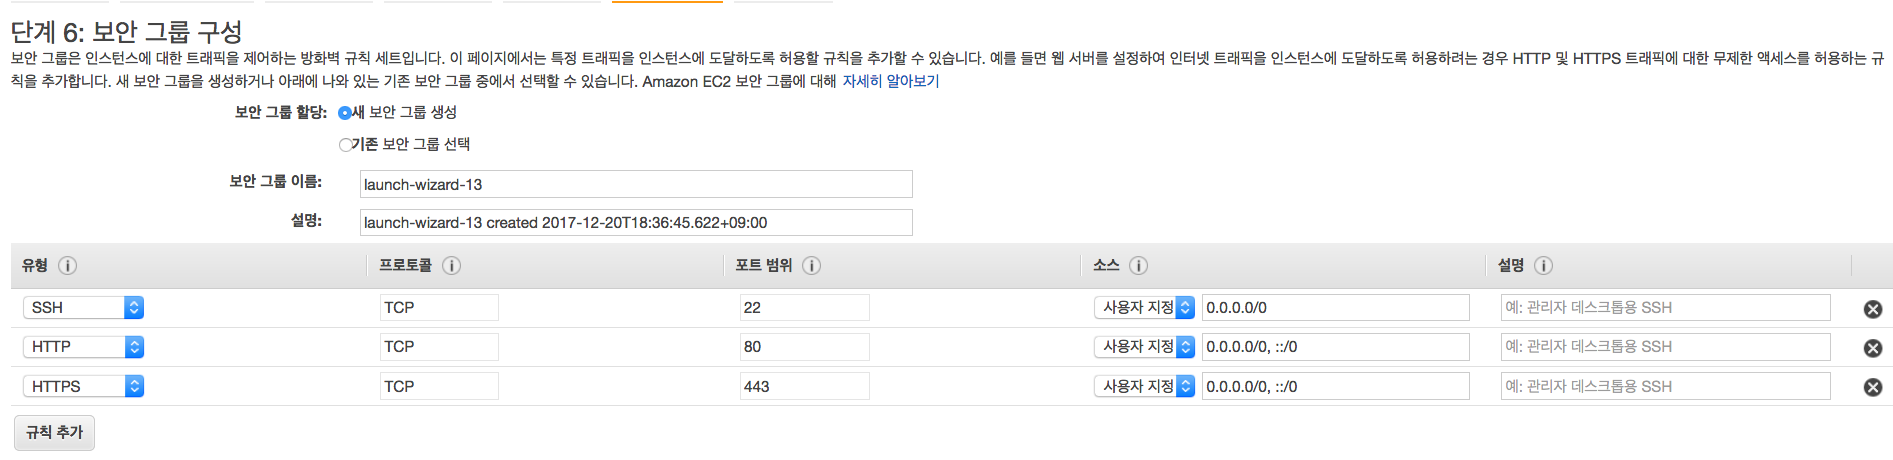 단계 6: 보안 그룹 구성
보안 그룹은 인스턴스에 대한 트래픽을 제어하는 방화벽 규칙 세트입니다. 이 페이지에서는 특정 트래픽을 인스턴스에 도달하도록 허용할 규칙을 추가할 수 있습니다. 예를 들면 웹 서버를 설정하여 인터넷 트래픽을 인스턴스에 도달하도록 허용하려는 경우 HTTP 및 HTTPS 트래픽에 대한 무제한 액세스를 허용하는 규
칙을 추가합니다. 새 보안 그룹을 생성하거나 아래에 나와 있는 기존 보안 그룹 중에서 선택할 수 있습니다. Amazon EC2 보안 그룹에 대해 자세히 알아보기
보안 그룹 할당: 새 보안 그룹 생성
기존 보안 그룹 선택
보안 그룹 이름: launch-wizard-13
설명: launch-wizard-13 created 2017-12-20T18:36:45.622+09:00
유형 i 프로토콜 i 포트 범위 i 소스 i 설명 i
SSH TCP 22 사용자 지정 0.0.0.0/0 예: 관리자 데스크톱용 SSH
HTTP TCP 80 사용자 지정 0.0.0.0/0, ::/0 예: 관리자 데스크톱용 SSH
HTTPS TCP 443 사용자 지정 0.0.0.0/0, ::/0 예: 관리자 데스크톱용 SSH
규칙 추가